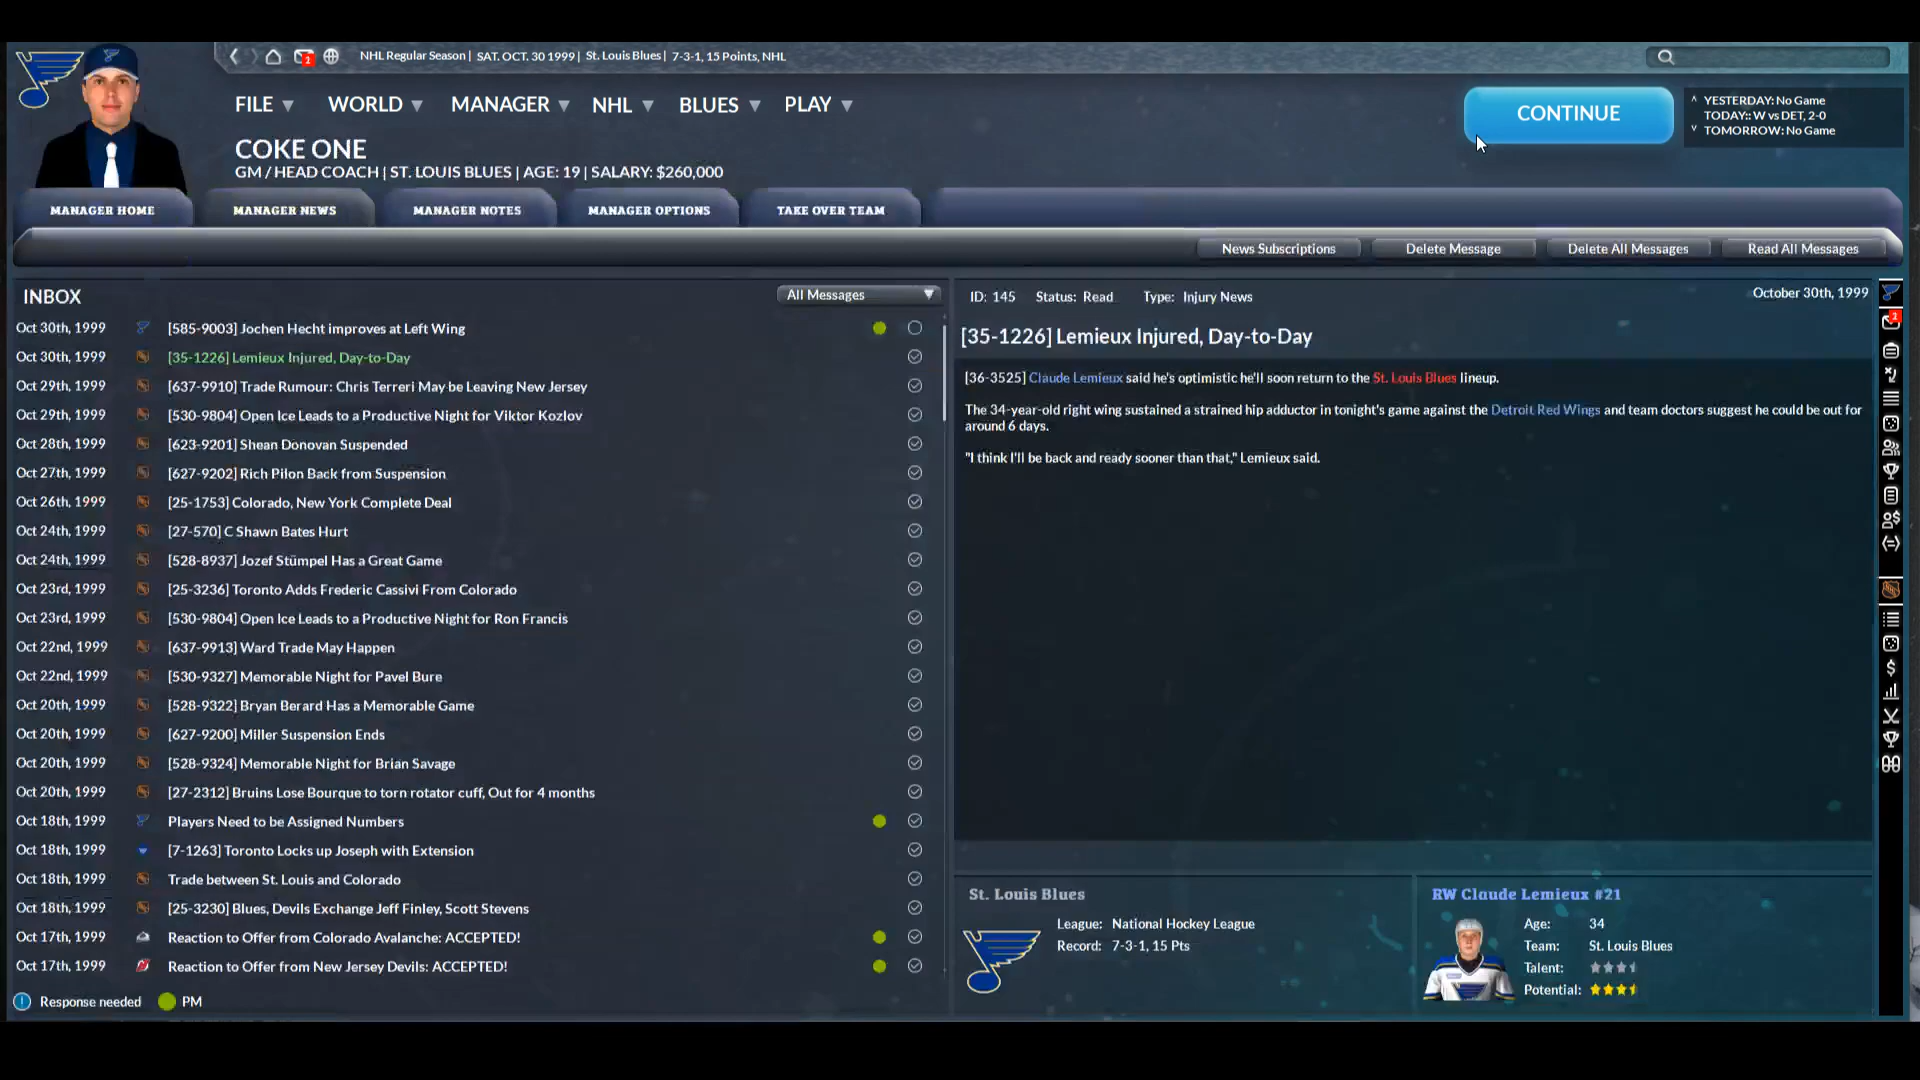 2
NHL Regular Season | SAT. OCT. 30 1999 | St. Louis Blues | 7-3-1, 15 Points, NHL
FILE WORLD MANAGER NHL BLUES PLAY
CONTINUE
YESTERDAY: No Game
TODAY:: W vs DET, 2-0
TOMORROW: No Game
COKE ONE
GM / HEAD COACH | ST. LOUIS BLUES | AGE: 19 | SALARY: $260,000
MANAGER HOME MANAGER NEWS MANAGER NOTES MANAGER OPTIONS TAKE OVER TEAM
News Subscriptions Delete Message Delete All Messages Read All Messages
INBOX All Messages
Oct 30th, 1999 [585-9003] Jochen Hecht improves at Left Wing
Oct 30th, 1999 [35-1226] Lemieux Injured, Day-to-Day
Oct 29th, 1999 [637-9910] Trade Rumour: Chris Terreri May be Leaving New Jersey
Oct 29th, 1999 [530-9804] Open Ice Leads to a Productive Night for Viktor Kozlov
Oct 28th, 1999 [623-9201] Shean Donovan Suspended
Oct 27th, 1999 [627-9202] Rich Pilon Back from Suspension
Oct 26th, 1999 [25-1753] Colorado, New York Complete Deal
Oct 24th, 1999 [27-570] C Shawn Bates Hurt
Oct 24th, 1999 [528-8937] Jozef Stümpel Has a Great Game
Oct 23rd, 1999 [25-3236] Toronto Adds Frederic Cassivi From Colorado
Oct 23rd, 1999 [530-9804] Open Ice Leads to a Productive Night for Ron Francis
Oct 22nd, 1999 [637-9913] Ward Trade May Happen
Oct 22nd, 1999 [530-9327] Memorable Night for Pavel Bure
Oct 20th, 1999 [528-9322] Bryan Berard Has a Memorable Game
Oct 20th, 1999 [627-9200] Miller Suspension Ends
Oct 20th, 1999 [528-9324] Memorable Night for Brian Savage
Oct 20th, 1999 [27-2312] Bruins Lose Bourque to torn rotator cuff, Out for 4 months
Oct 18th, 1999 Players Need to be Assigned Numbers
Oct 18th, 1999 [7-1263] Toronto Locks up Joseph with Extension
Oct 18th, 1999 Trade between St. Louis and Colorado
Oct 18th, 1999 [25-3230] Blues, Devils Exchange Jeff Finley, Scott Stevens
Oct 17th, 1999 Reaction to Offer from Colorado Avalanche: ACCEPTED!
Oct 17th, 1999 Reaction to Offer from New Jersey Devils: ACCEPTED!
Response needed PM
ID: 145 Status: Read Type: Injury News October 30th, 1999
[35-1226] Lemieux Injured, Day-to-Day
[36-3525] Claude Lemieux said he's optimistic he'll soon return to the St. Louis Blues lineup.
The 34-year-old right wing sustained a strained hip adductor in tonight's game against the Detroit Red Wings and team doctors suggest he could be out for
around 6 days.
"I think I'll be back and ready sooner than that," Lemieux said.
St. Louis Blues
League: National Hockey League
Record: 7-3-1, 15 Pts
RW Claude Lemieux #21
Age: 34
Team: St. Louis Blues
Talent:
Potential:
2